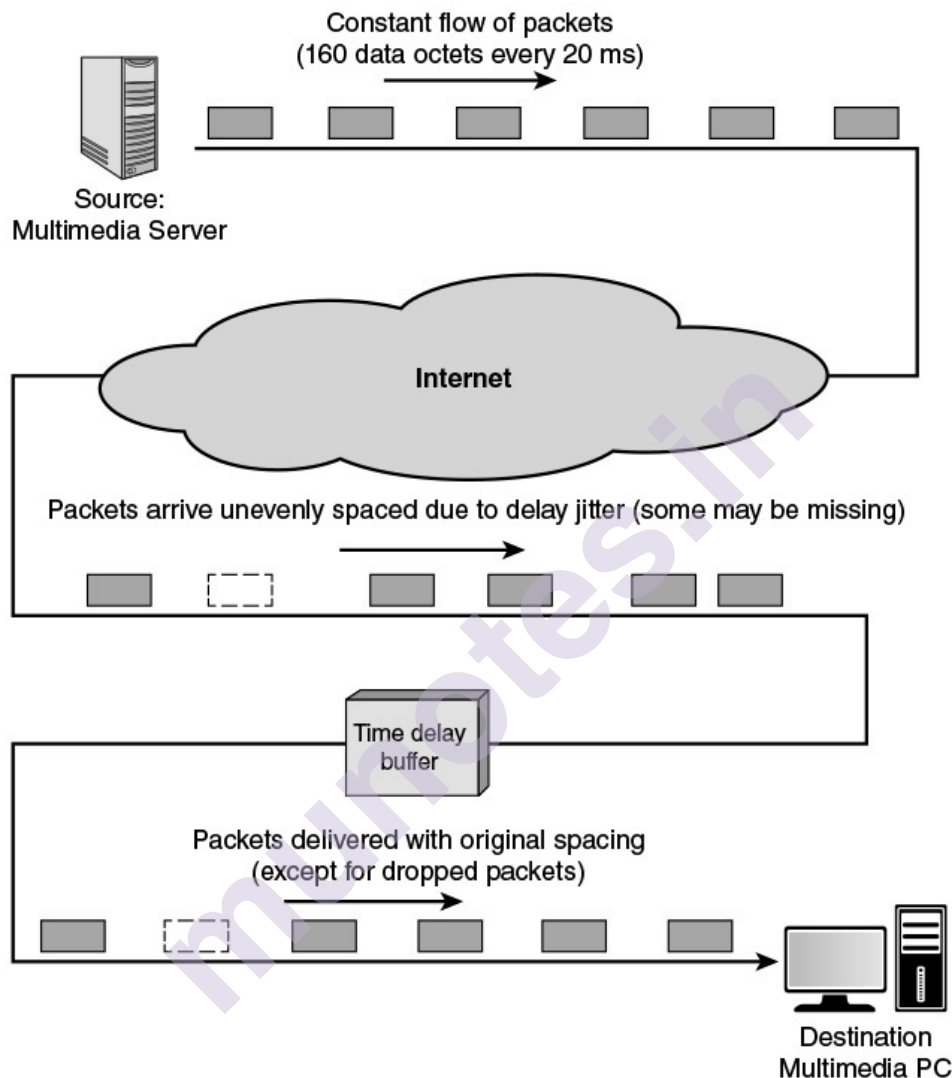 Constant flow of packets
(160 data octets every 20 ms)
Source:
Multimedia Server
Internet
Packets arrive unevenly spaced due to delay jitter (some may be missing)
Time delay
buffer
Packets delivered with original spacing
(except for dropped packets)
Destination
Multimedia PC
munotes.in